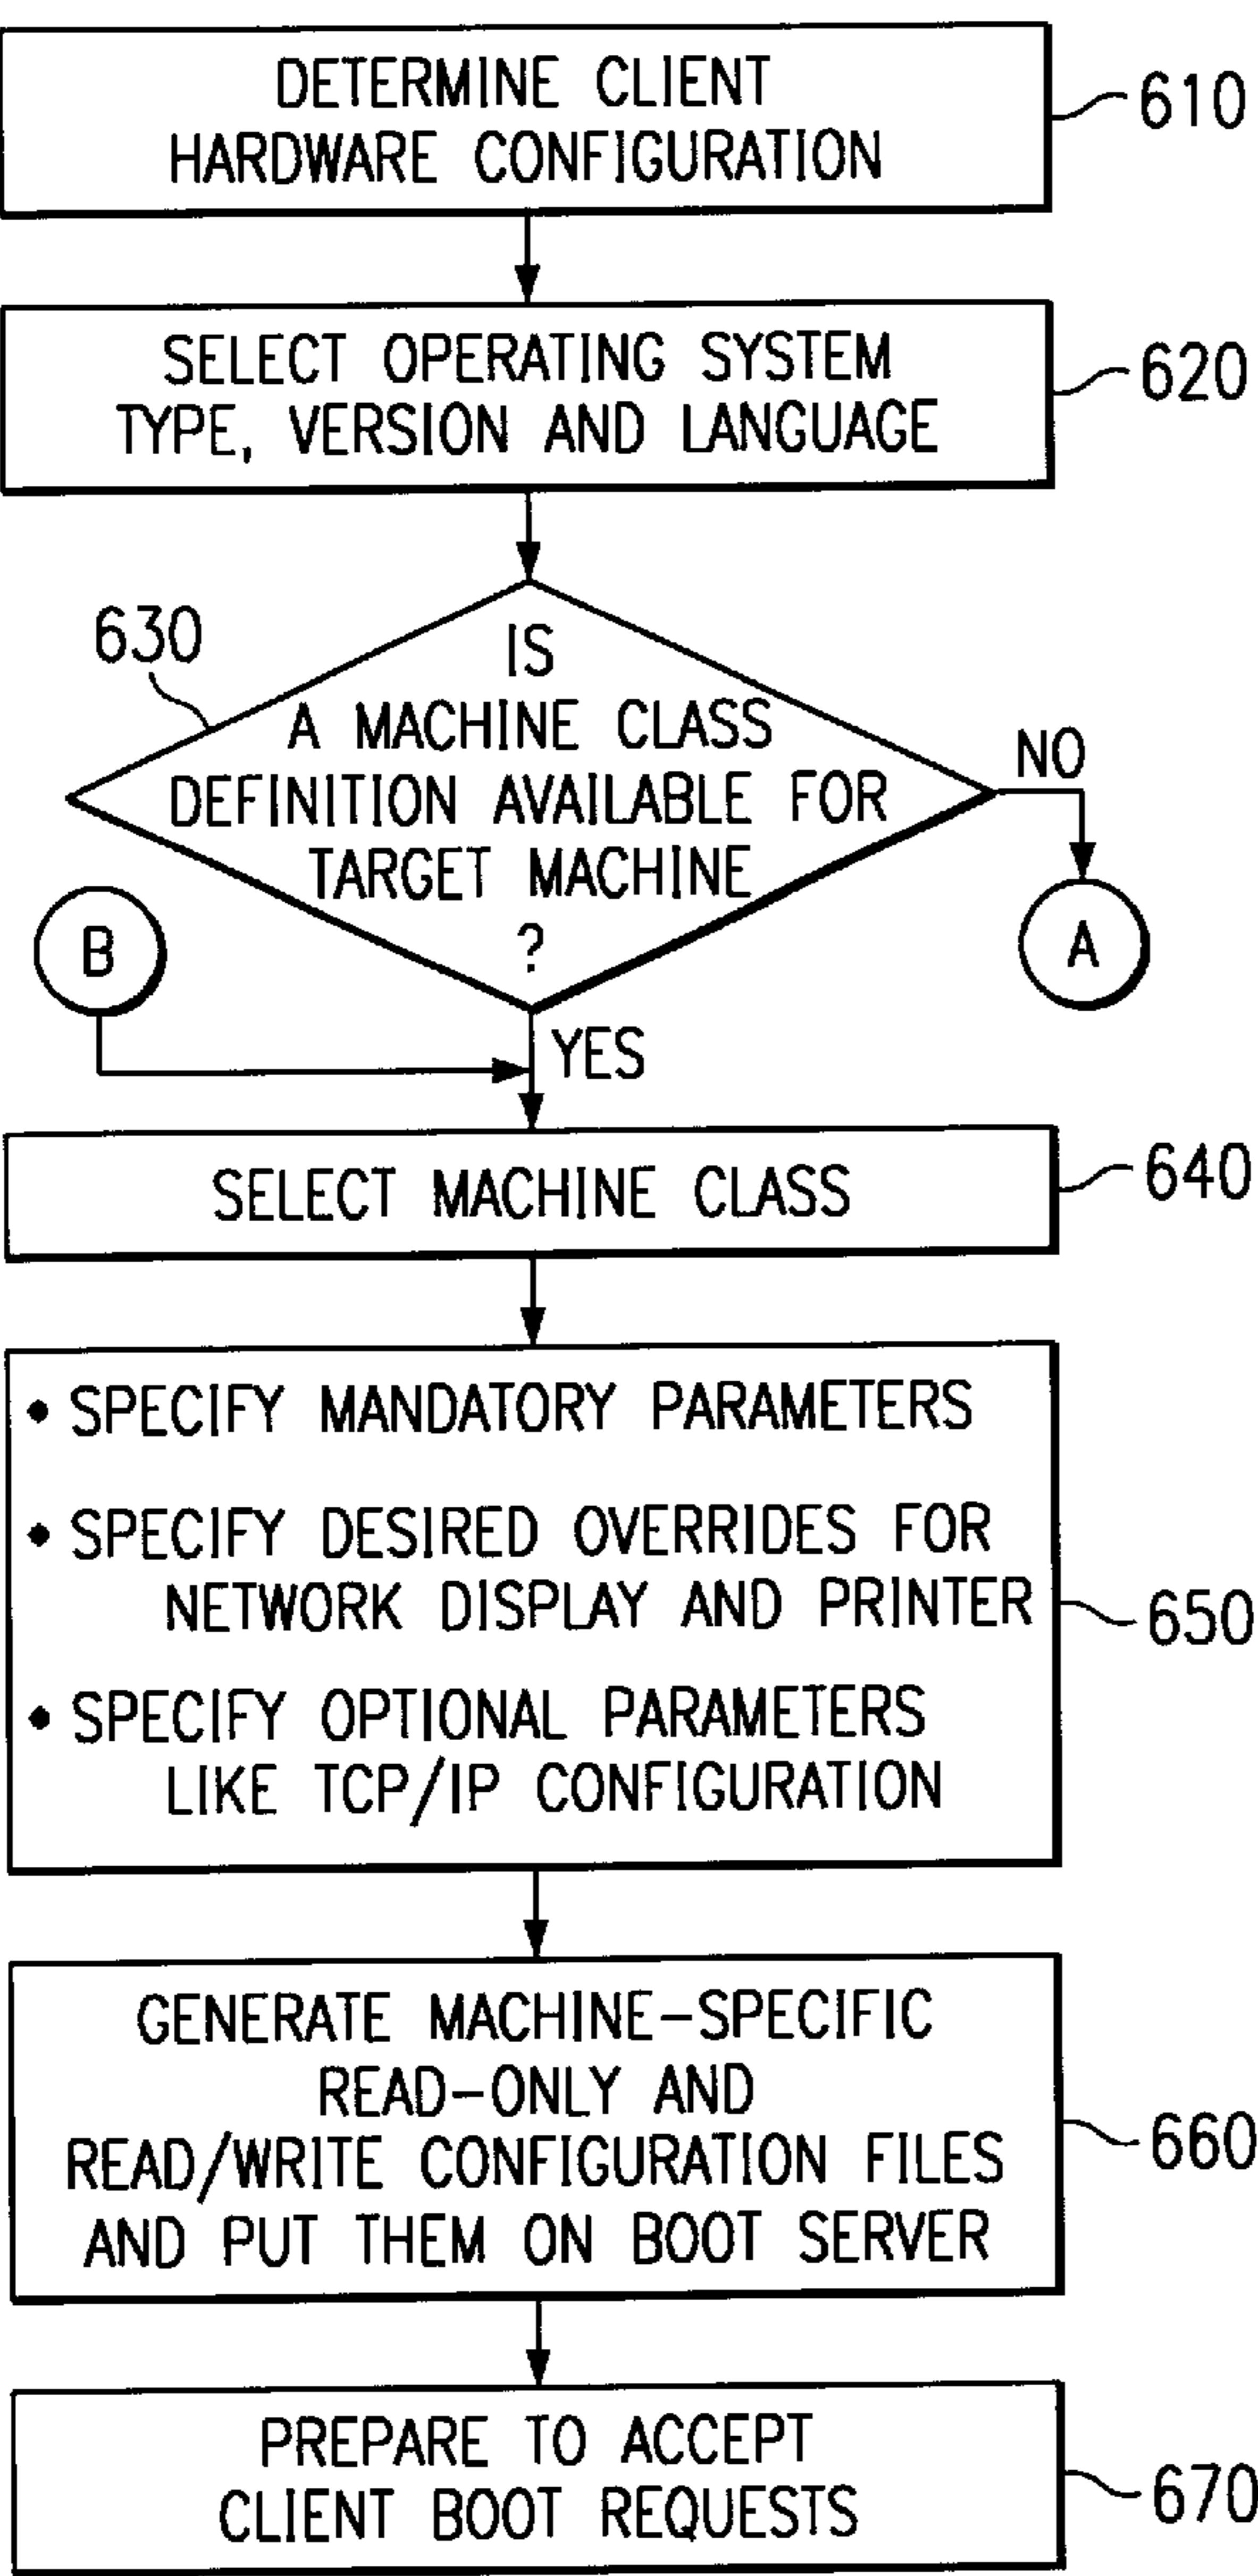 DETERMINE CLIENT
HARDWARE CONFIGURATION
610
SELECT OPERATING SYSTEM
TYPE, VERSION AND LANGUAGE
620
630
IS
A MACHINE CLASS
DEFINITION AVAILABLE FOR
TARGET MACHINE
?
NO
A
B
YES
SELECT MACHINE CLASS
640
• SPECIFY MANDATORY PARAMETERS
• SPECIFY DESIRED OVERRIDES FOR
NETWORK DISPLAY AND PRINTER
• SPECIFY OPTIONAL PARAMETERS
LIKE TCP/IP CONFIGURATION
650
GENERATE MACHINE-SPECIFIC
READ-ONLY AND
READ/WRITE CONFIGURATION FILES
AND PUT THEM ON BOOT SERVER
660
PREPARE TO ACCEPT
CLIENT BOOT REQUESTS
670